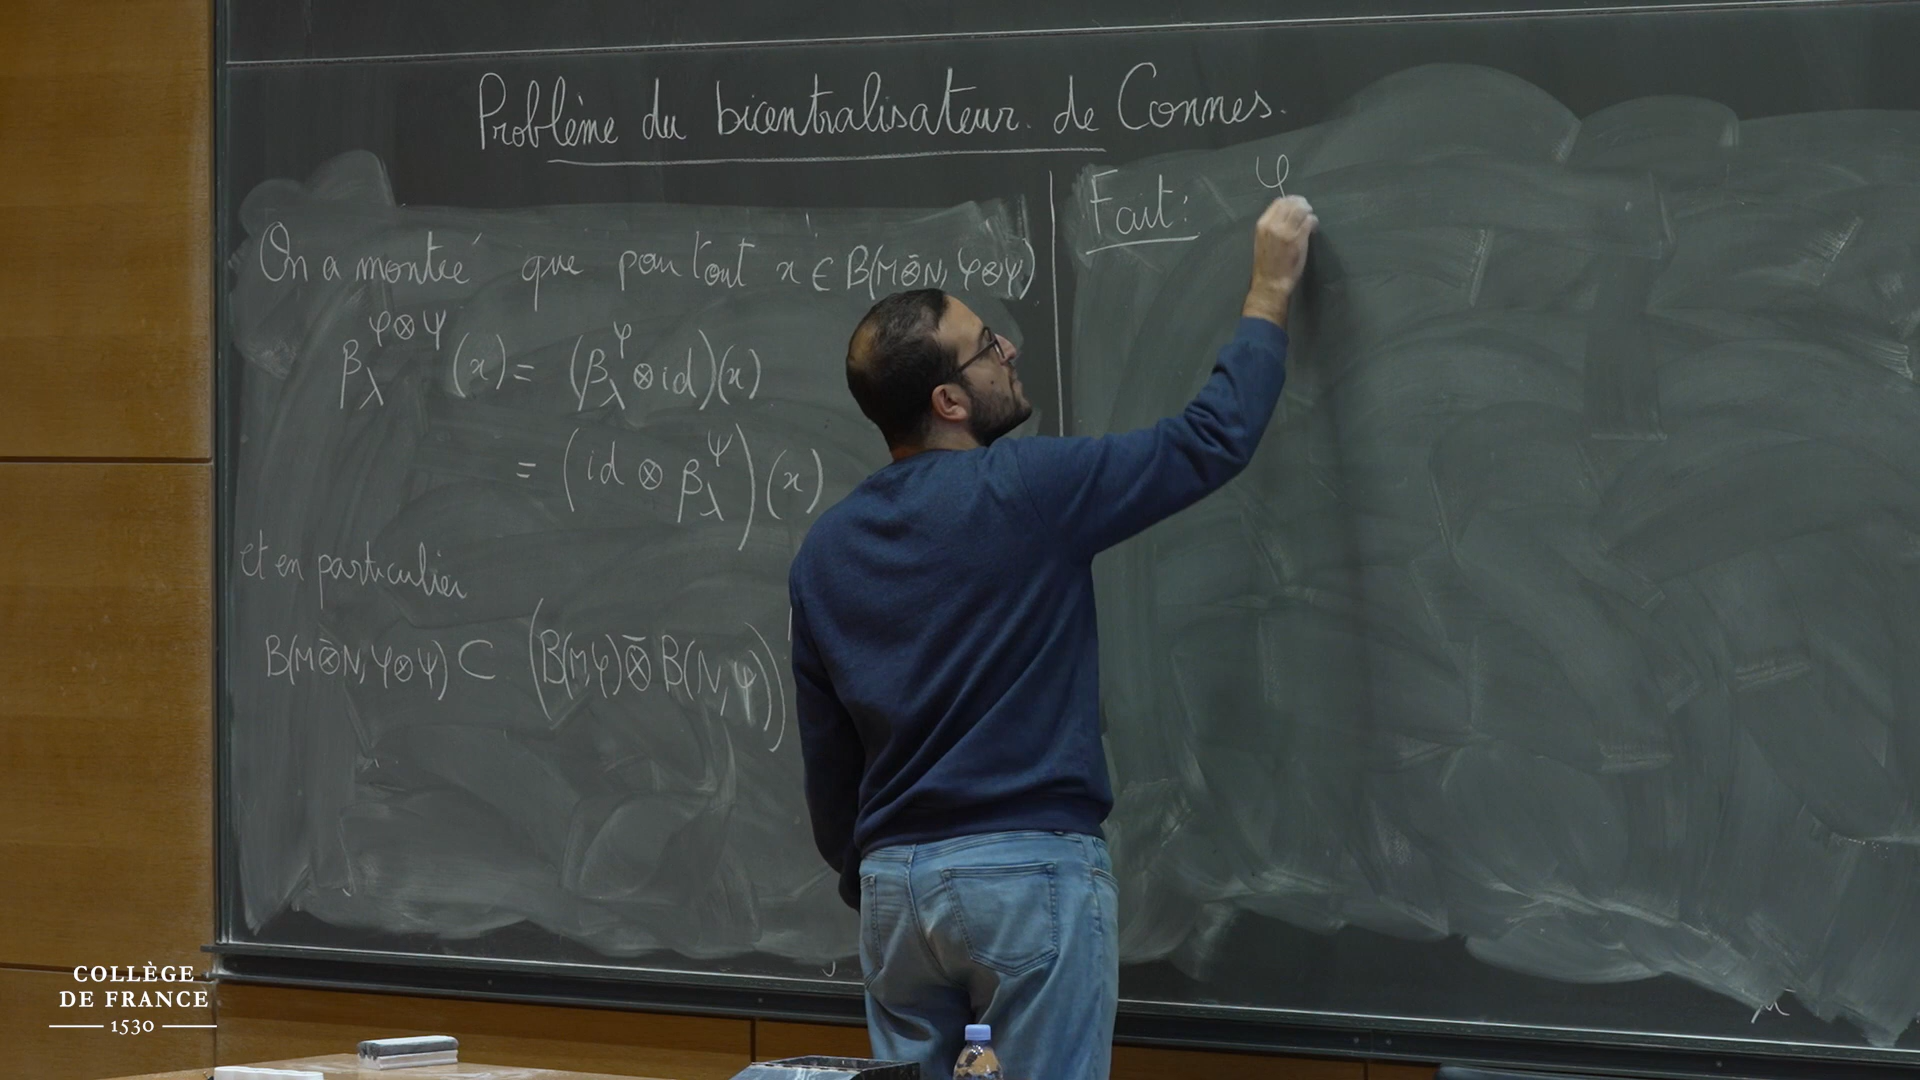 Problème du bicentralisateur de Connes.
On a montré que pour tout x ∈ B(M⊗̄N, φ⊗ψ)
β_λ^{φ⊗ψ}(x) = (β_λ^φ ⊗ id)(x)
= (id ⊗ β_λ^ψ)(x)
et en particulier
B(M⊗̄N, φ⊗ψ) ⊂ (B(M,φ) ⊗̄ B(N,ψ))
Fait: φ
COLLÈGE
DE FRANCE
1530